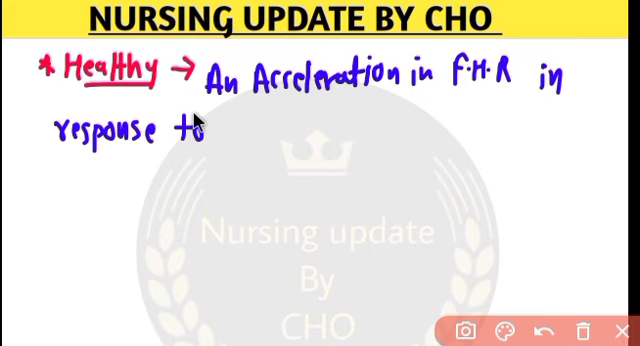 NURSING UPDATE BY CHO
* Healthy → An Acceleration in F.H.R in
response to
Nursing update
By
CHO